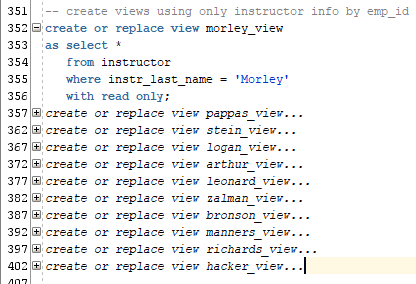 351 -- create views using only instructor info by emp_id
352 create or replace view morley_view
353 as select *
354 from instructor
355 where instr_last_name = 'Morley'
356 with read only;
357 create or replace view pappas_view...
362 create or replace view stein_view...
367 create or replace view logan_view...
372 create or replace view arthur_view...
377 create or replace view leonard_view...
382 create or replace view zalman_view...
387 create or replace view bronson_view...
392 create or replace view manners_view...
397 create or replace view richards_view...
402 create or replace view hacker_view...